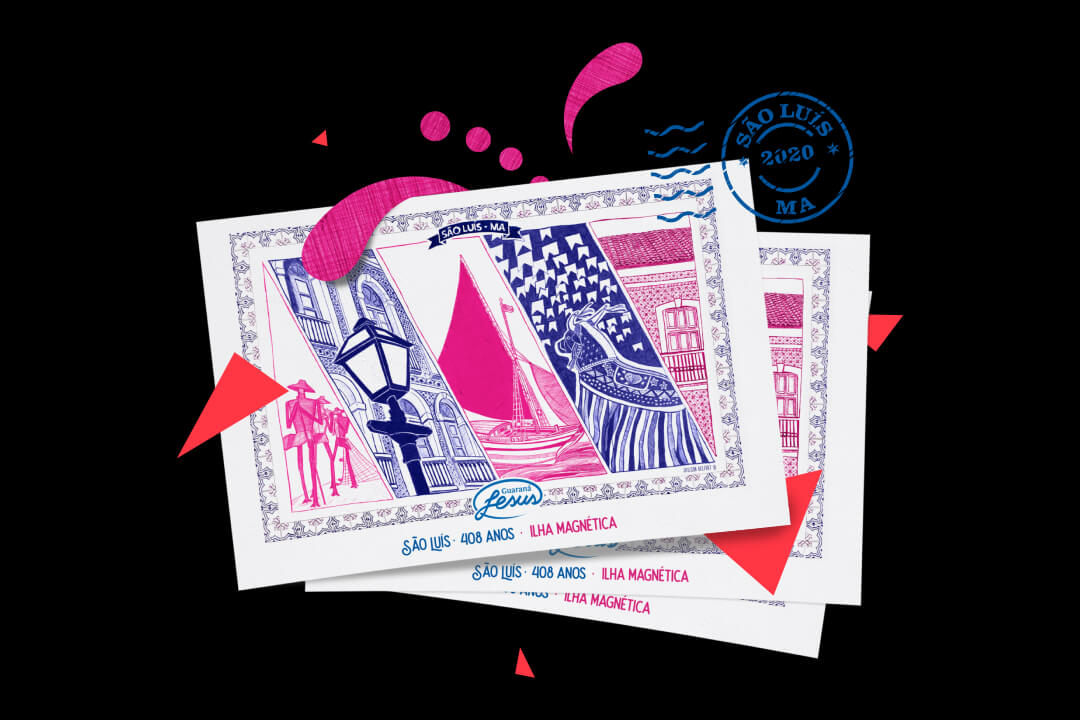 SÃO LUÍS
2020
MA
SÃO LUÍS - MA
Guaraná
Jesus
SÃO LUÍS · 408 ANOS · ILHA MAGNÉTICA
SÃO LUÍS · 408 ANOS · ILHA MAGNÉTICA
ANOS · ILHA MAGNÉTICA